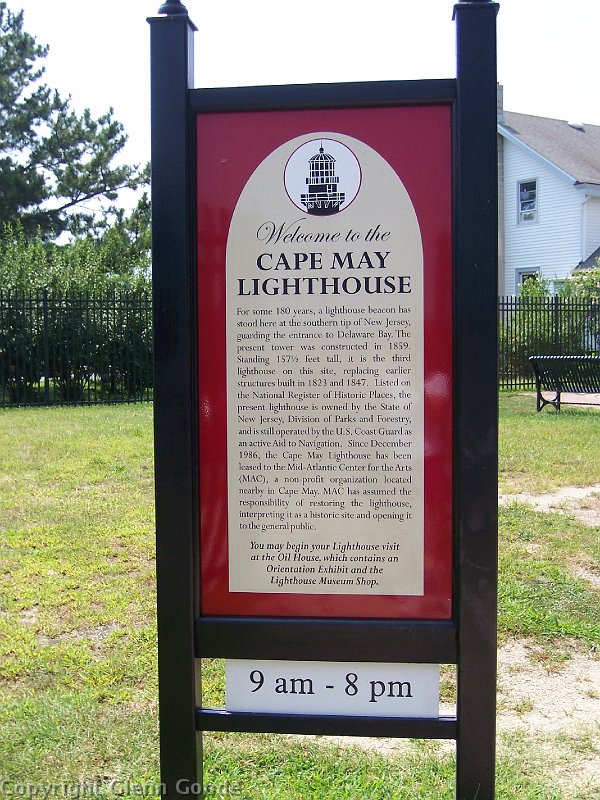 Welcome to the
CAPE MAY
LIGHTHOUSE
For some 180 years, a lighthouse beacon has
stood here at the southern tip of New Jersey,
guarding the entrance to Delaware Bay. The
present tower was constructed in 1859.
Standing 157½ feet tall, it is the third
lighthouse on this site, replacing earlier
structures built in 1823 and 1847. Listed on
the National Register of Historic Places, the
present lighthouse is owned by the State of
New Jersey, Division of Parks and Forestry,
and is still operated by the U.S. Coast Guard as
an active Aid to Navigation. Since December
1986, the Cape May Lighthouse has been
leased to the Mid-Atlantic Center for the Arts
(MAC), a non-profit organization located
nearby in Cape May. MAC has assumed the
responsibility of restoring the lighthouse,
interpreting it as a historic site and opening it
to the general public.
You may begin your Lighthouse visit
at the Oil House, which contains an
Orientation Exhibit and the
Lighthouse Museum Shop.
9 am - 8 pm
Copyright Glenn Goode